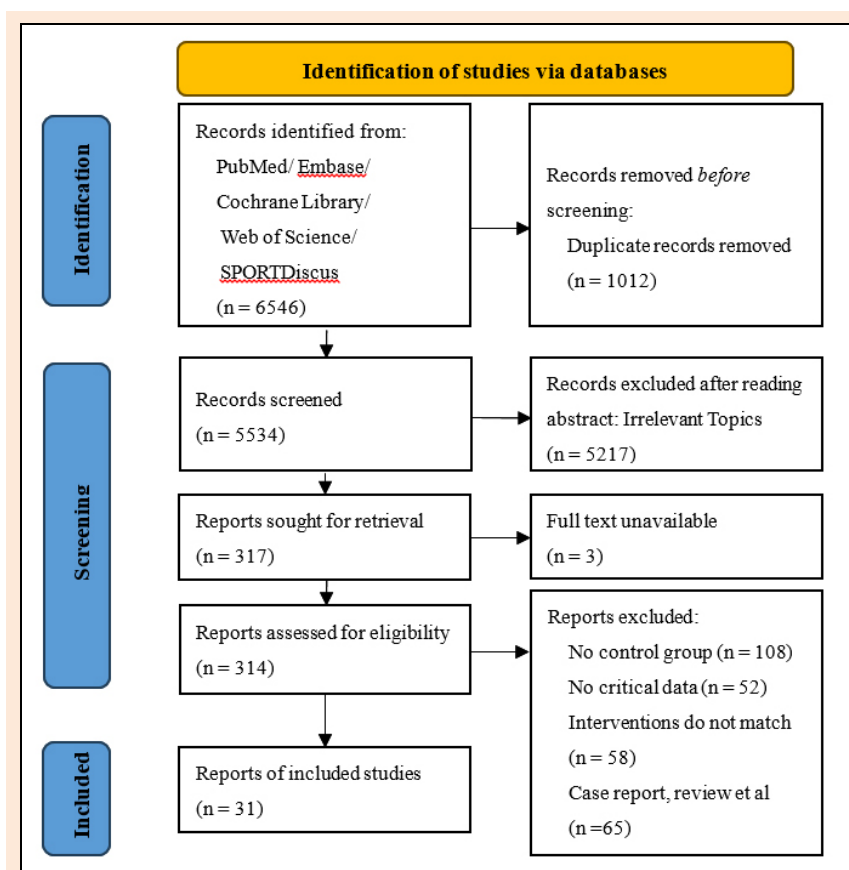 Identification of studies via databases
Identification
Records identified from:
PubMed/ Embase/
Cochrane Library/
Web of Science/
SPORTDiscus
(n = 6546)
Records removed before
screening:
Duplicate records removed
(n = 1012)
Screening
Records screened
(n = 5534)
Records excluded after reading
abstract: Irrelevant Topics
(n = 5217)
Reports sought for retrieval
(n = 317)
Full text unavailable
(n = 3)
Reports assessed for eligibility
(n = 314)
Reports excluded:
No control group (n = 108)
No critical data (n = 52)
Interventions do not match
(n = 58)
Case report, review et al
(n =65)
Included
Reports of included studies
(n = 31)